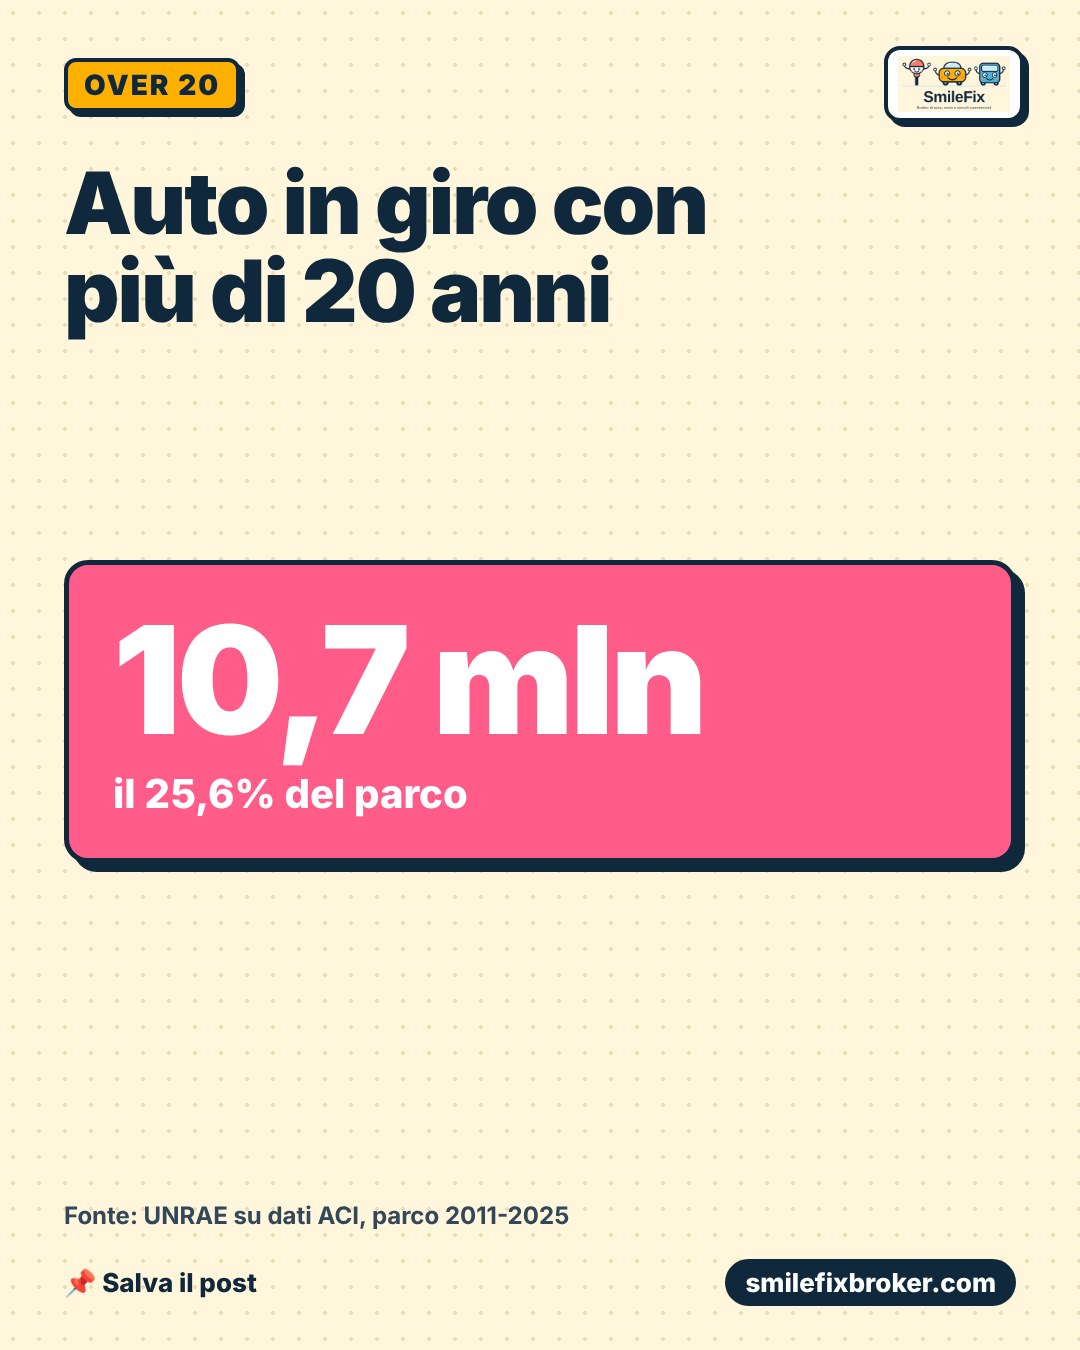 OVER 20
SmileFix
Auto in giro con
più di 20 anni
10,7 mln
il 25,6% del parco
Fonte: UNRAE su dati ACI, parco 2011-2025
📌 Salva il post
smilefixbroker.com